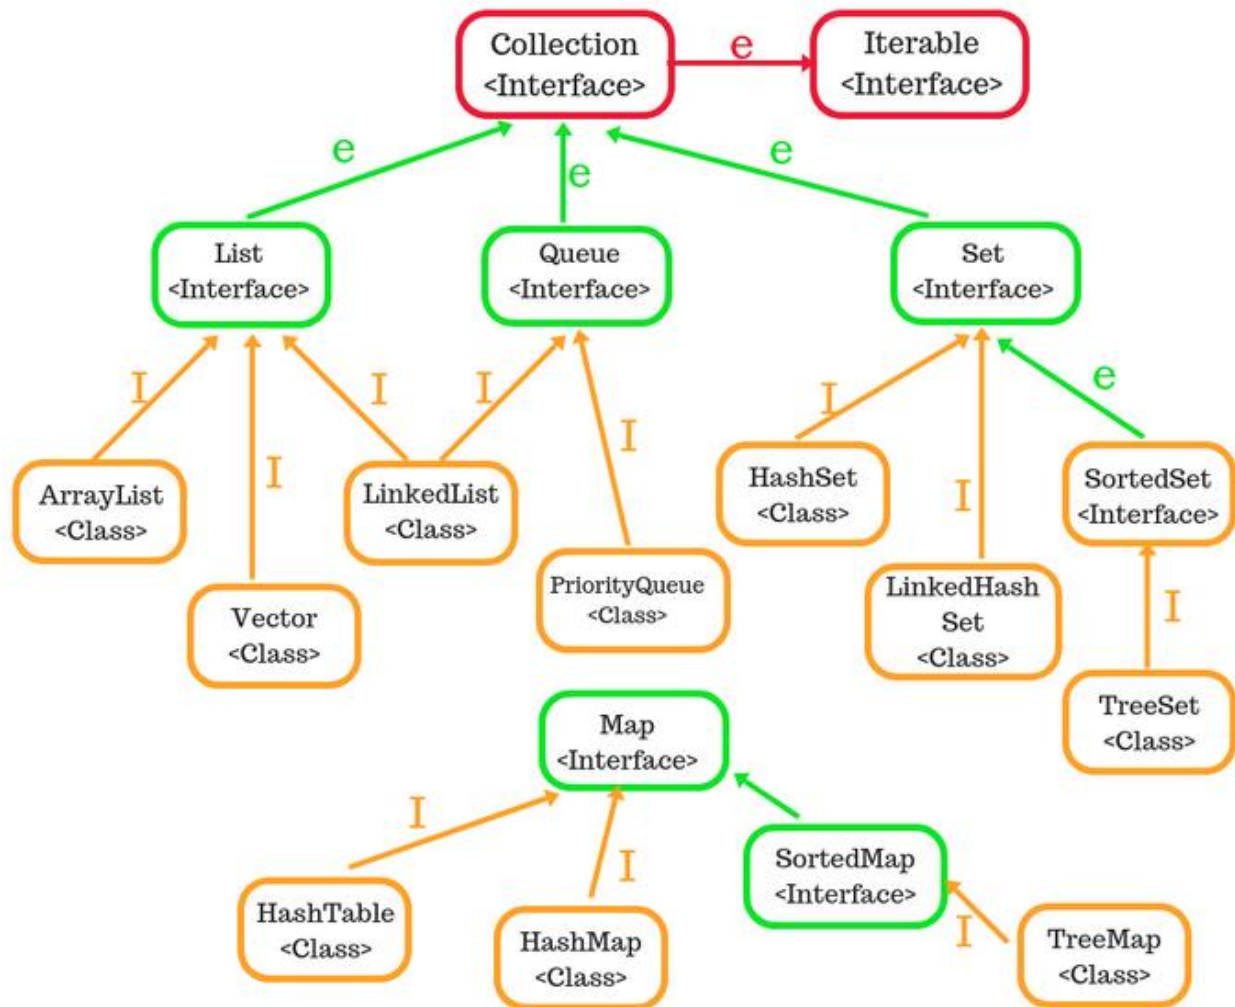 Collection
<Interface>
e
Iterable
<Interface>
e
e
e
List
<Interface>
Queue
<Interface>
Set
<Interface>
I
I
I
I
I
I
I
e
ArrayList
<Class>
LinkedList
<Class>
HashSet
<Class>
SortedSet
<Interface>
Vector
<Class>
PriorityQueue
<Class>
LinkedHash
Set
<Class>
I
TreeSet
<Class>
Map
<Interface>
I
I
SortedMap
<Interface>
I
HashTable
<Class>
HashMap
<Class>
TreeMap
<Class>